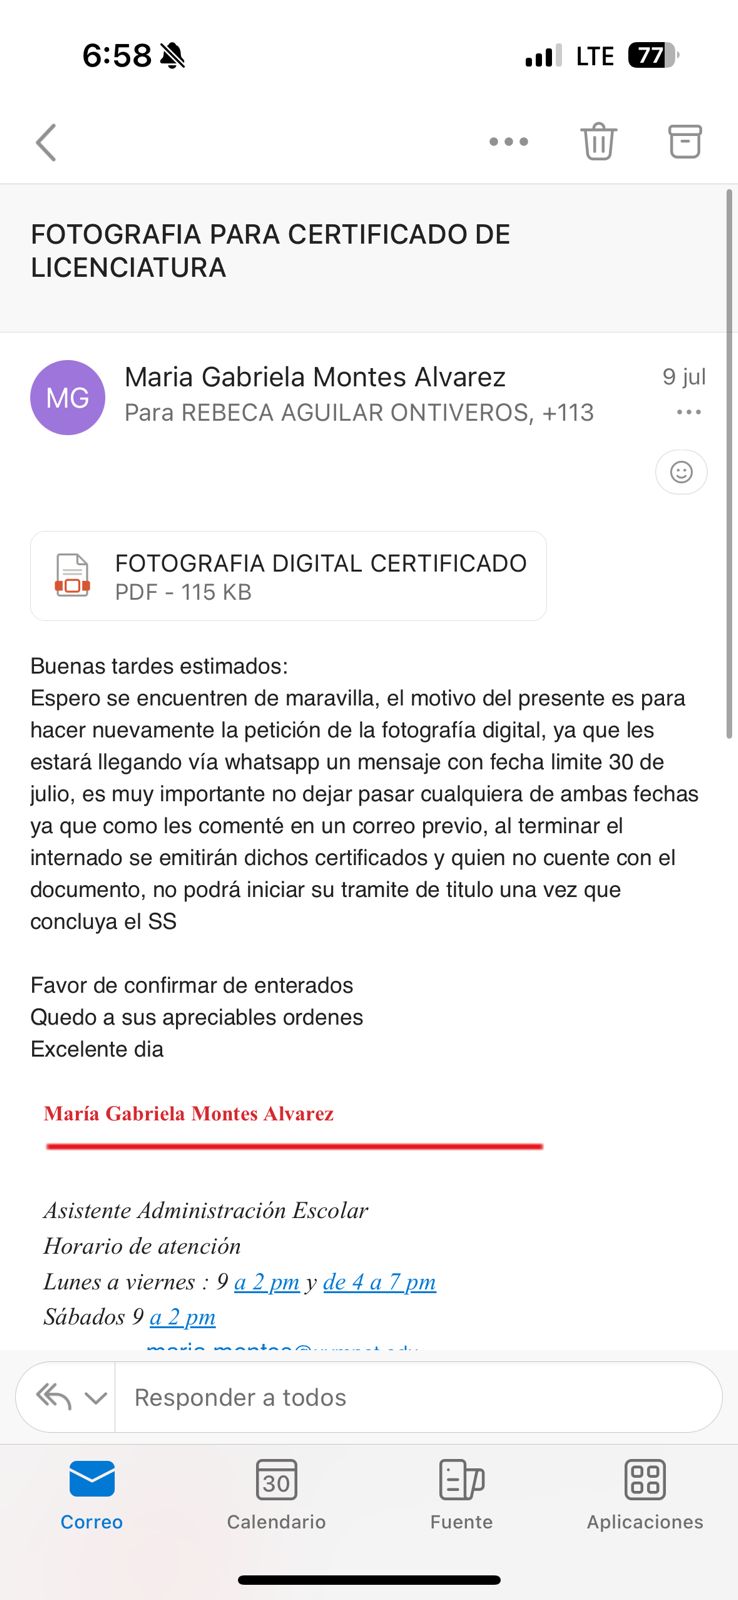 6:58
LTE
77
FOTOGRAFIA PARA CERTIFICADO DE
LICENCIATURA
MG
Maria Gabriela Montes Alvarez
9 jul
Para REBECA AGUILAR ONTIVEROS, +113
FOTOGRAFIA DIGITAL CERTIFICADO
PDF - 115 KB
Buenas tardes estimados:
Espero se encuentren de maravilla, el motivo del presente es para
hacer nuevamente la petición de la fotografía digital, ya que les
estará llegando vía whatsapp un mensaje con fecha limite 30 de
julio, es muy importante no dejar pasar cualquiera de ambas fechas
ya que como les comenté en un correo previo, al terminar el
internado se emitirán dichos certificados y quien no cuente con el
documento, no podrá iniciar su tramite de titulo una vez que
concluya el SS
Favor de confirmar de enterados
Quedo a sus apreciables ordenes
Excelente dia
María Gabriela Montes Alvarez
Asistente Administración Escolar
Horario de atención
Lunes a viernes : 9 a 2 pm y de 4 a 7 pm
Sábados 9 a 2 pm
Responder a todos
Correo
30
Calendario
Fuente
Aplicaciones